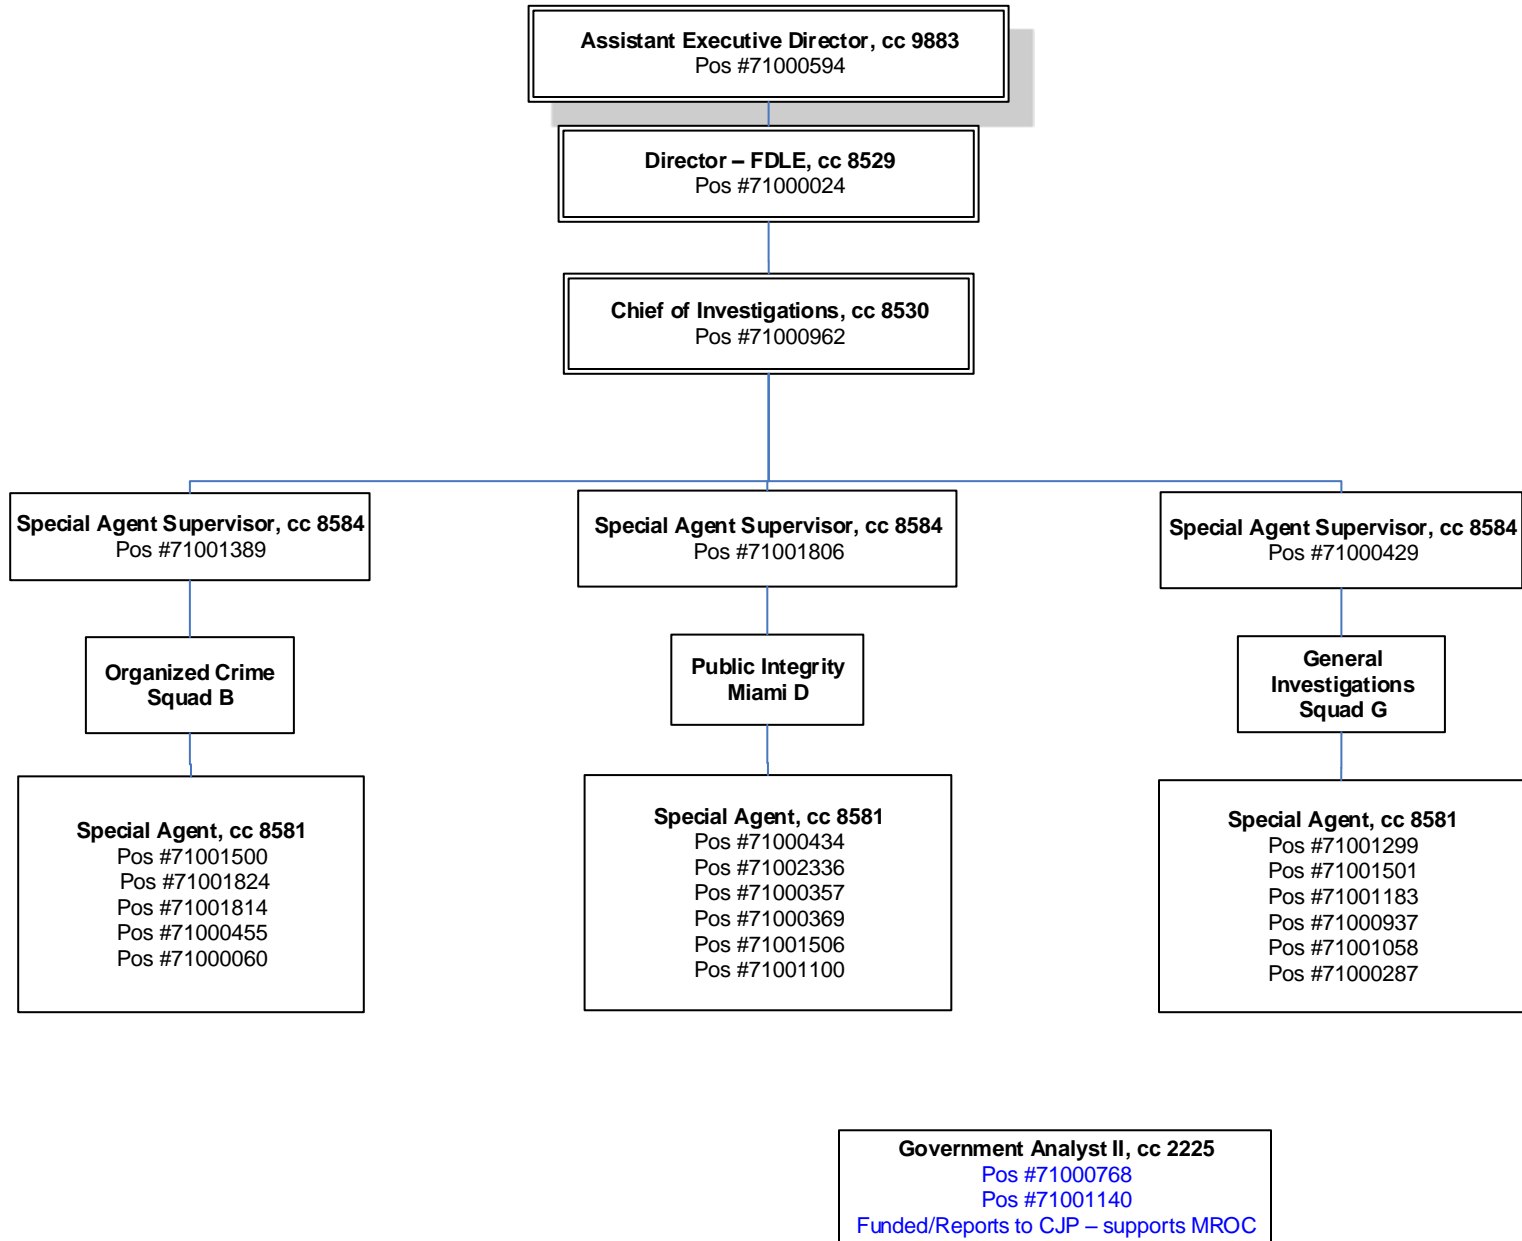 Assistant Executive Director, cc 9883
Pos #71000594
Director – FDLE, cc 8529
Pos #71000024
Chief of Investigations, cc 8530
Pos #71000962
Special Agent Supervisor, cc 8584
Pos #71001389
Special Agent Supervisor, cc 8584
Pos #71001806
Special Agent Supervisor, cc 8584
Pos #71000429
Organized Crime
Squad B
Public Integrity
Miami D
General
Investigations
Squad G
Special Agent, cc 8581
Pos #71001500
Pos #71001824
Pos #71001814
Pos #71000455
Pos #71000060
Special Agent, cc 8581
Pos #71000434
Pos #71002336
Pos #71000357
Pos #71000369
Pos #71001506
Pos #71001100
Special Agent, cc 8581
Pos #71001299
Pos #71001501
Pos #71001183
Pos #71000937
Pos #71001058
Pos #71000287
Government Analyst II, cc 2225
Pos #71000768
Pos #71001140
Funded/Reports to CJP – supports MROC